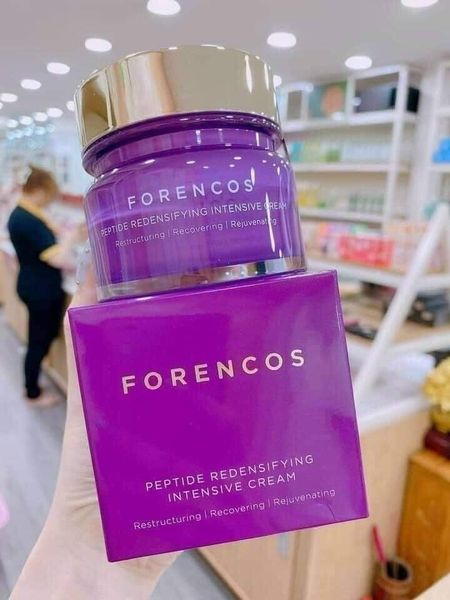 FORENCOS
PEPTIDE REDENSIFYING INTENSIVE CREAM
Restructuring | Recovering | Rejuvenating
FORENCOS
PEPTIDE REDENSIFYING
INTENSIVE CREAM
Restructuring | Recovering | Rejuvenating